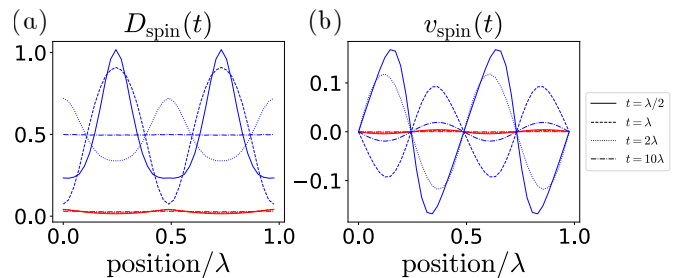 (a) D_spin(t)
1.0
0.5
0.0
0.0 0.5 1.0
position/λ
(b) v_spin(t)
0.1
0.0
−0.1
0.0 0.5 1.0
position/λ
t = λ/2
t = λ
t = 2λ
t = 10λ